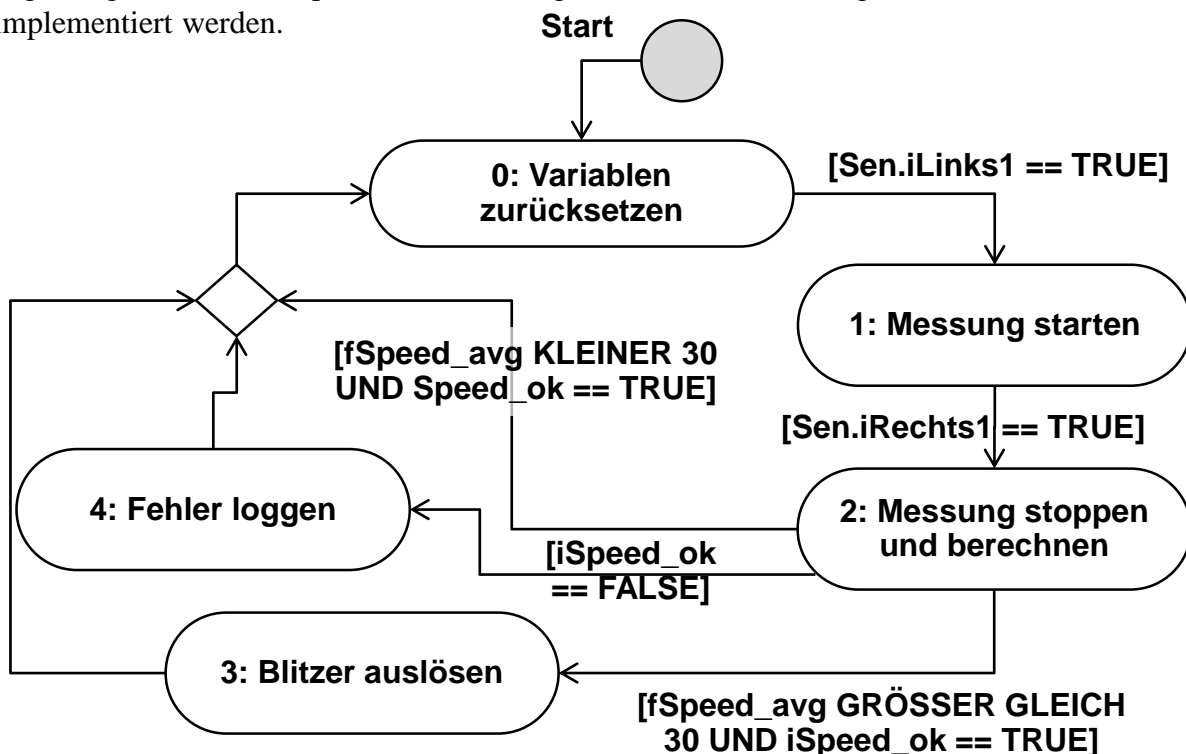 implementiert werden.
Start
0: Variablen
zurücksetzen
[Sen.iLinks1 == TRUE]
1: Messung starten
[fSpeed_avg KLEINER 30
UND Speed_ok == TRUE]
[Sen.iRechts1 == TRUE]
4: Fehler loggen
2: Messung stoppen
und berechnen
[iSpeed_ok
== FALSE]
3: Blitzer auslösen
[fSpeed_avg GRÖSSER GLEICH
30 UND iSpeed_ok == TRUE]